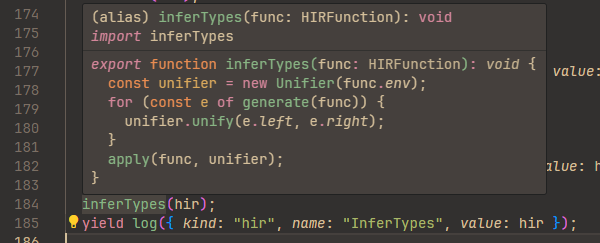 174
(alias) inferTypes(func: HIRFunction): void
175
import inferTypes
176
export function inferTypes(func: HIRFunction): void {
177
value:
const unifier = new Unifier(func.env);
178
for (const e of generate(func)) {
179
unifier.unify(e.left, e.right);
180
}
181
apply(func, unifier);
182
alue: h
}
183
184 inferTypes(hir);
185 yield log({ kind: "hir", name: "InferTypes", value: hir });
186